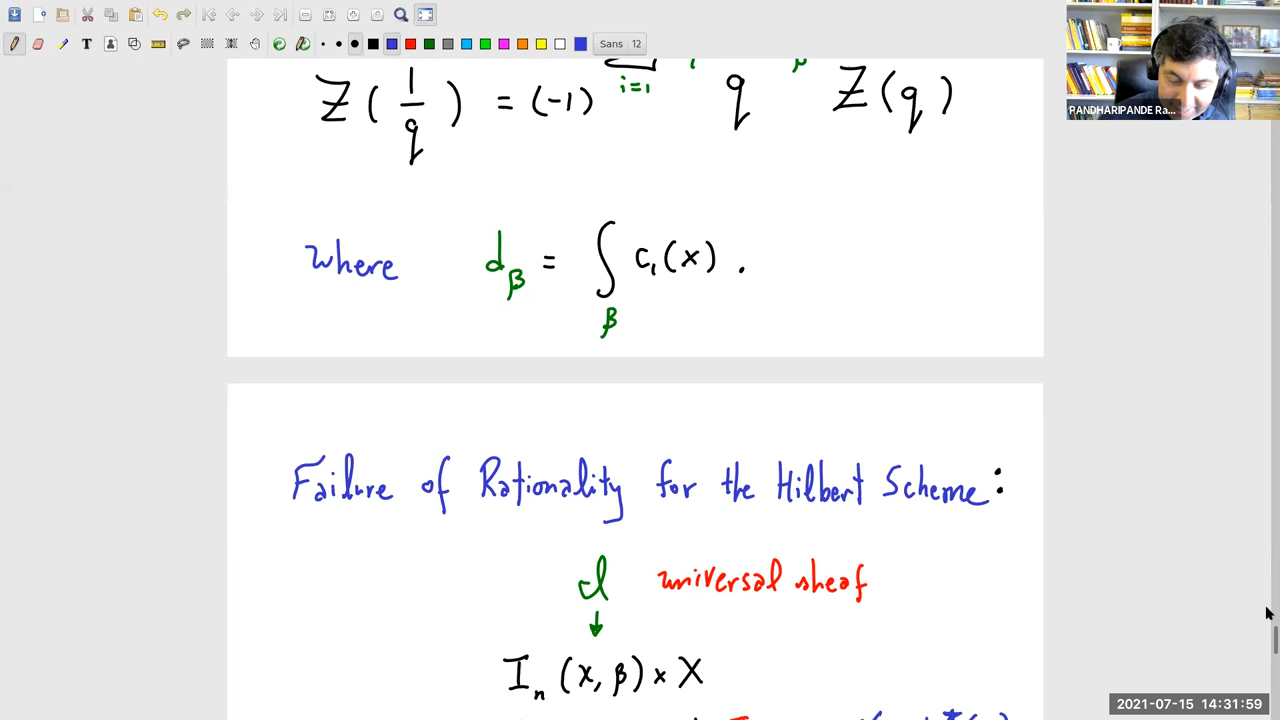 Sans 12
PANDHARIPANDE Ra...
i=1
Z(1/q) = (-1) q Z(q)
where d_β = ∫_β c₁(X).
Failure of Rationality for the Hilbert Scheme:
I universal sheaf
↓
I_n (X, β) × X
2021-07-15 14:31:59